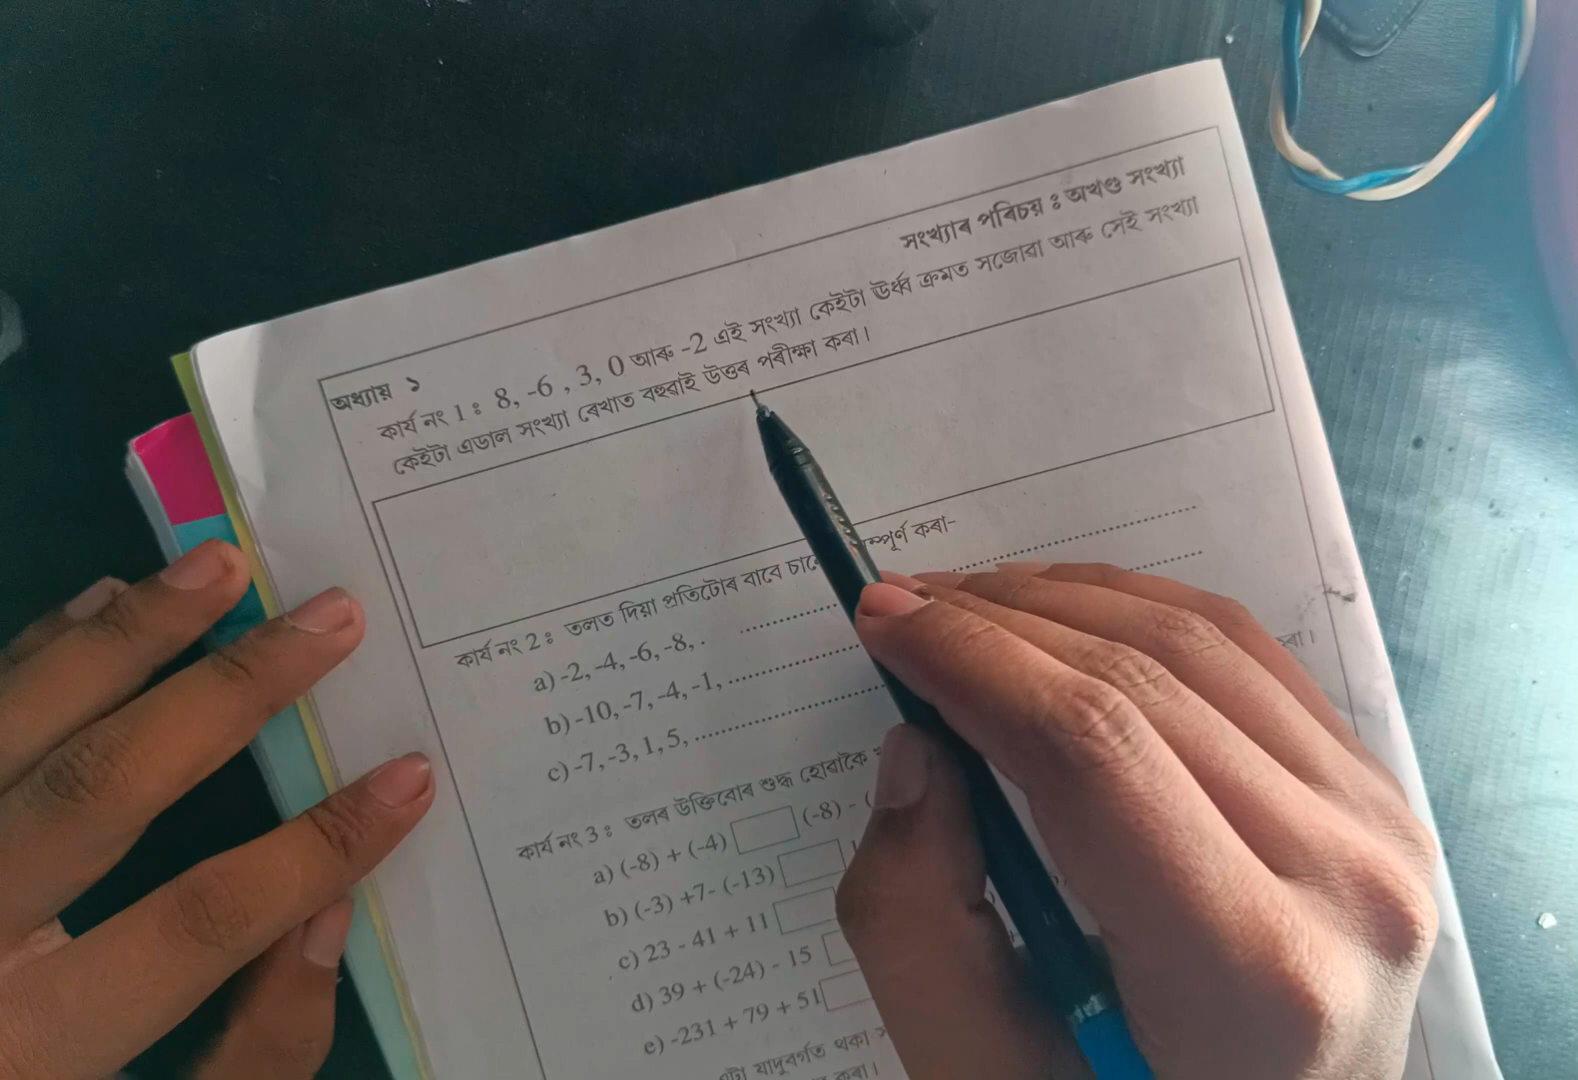 অধ্যায় ১
সংখ্যাৰ পৰিচয় ঃ অখণ্ড সংখ্যা
কাৰ্য নং 1 ঃ 8, -6 , 3, 0 আৰু -2 এই সংখ্যা কেইটা ঊৰ্ধ্ব ক্ৰমত সজোৱা আৰু সেই সংখ্যা
কেইটা এডাল সংখ্যা ৰেখাত বহুৱাই উত্তৰ পৰীক্ষা কৰা।
কাৰ্য নং 2 ঃ তলত দিয়া প্ৰতিটোৰ বাবে কৰা-
a) -2, -4, -6, -8, .
b) -10, -7, -4, -1, ........................
c) -7, -3, 1, 5, ........................
কাৰ্য নং 3 ঃ তলৰ উক্তিবোৰ শুদ্ধ হোৱাকৈ
a) (-8) + (-4) (-8) - (
b) (-3) +7- (-13)
c) 23 - 41 + 11
d) 39 + (-24) - 15
e) -231 + 79 + 51
থকা
কৰা।